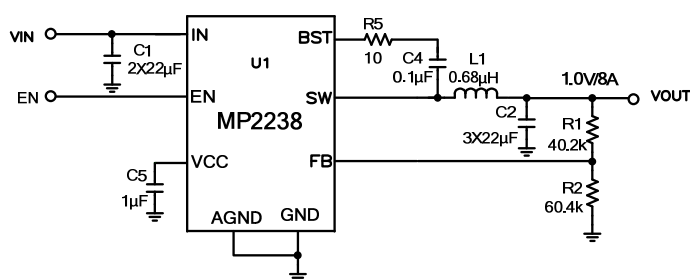 VIN
IN
C1
2X22µF
EN
EN
VCC
C5
1µF
U1
MP2238
AGND
GND
BST
SW
FB
R5
10
C4
0.1µF
L1
0.68µH
C2
3X22µF
1.0V/8A
VOUT
R1
40.2k
R2
60.4k